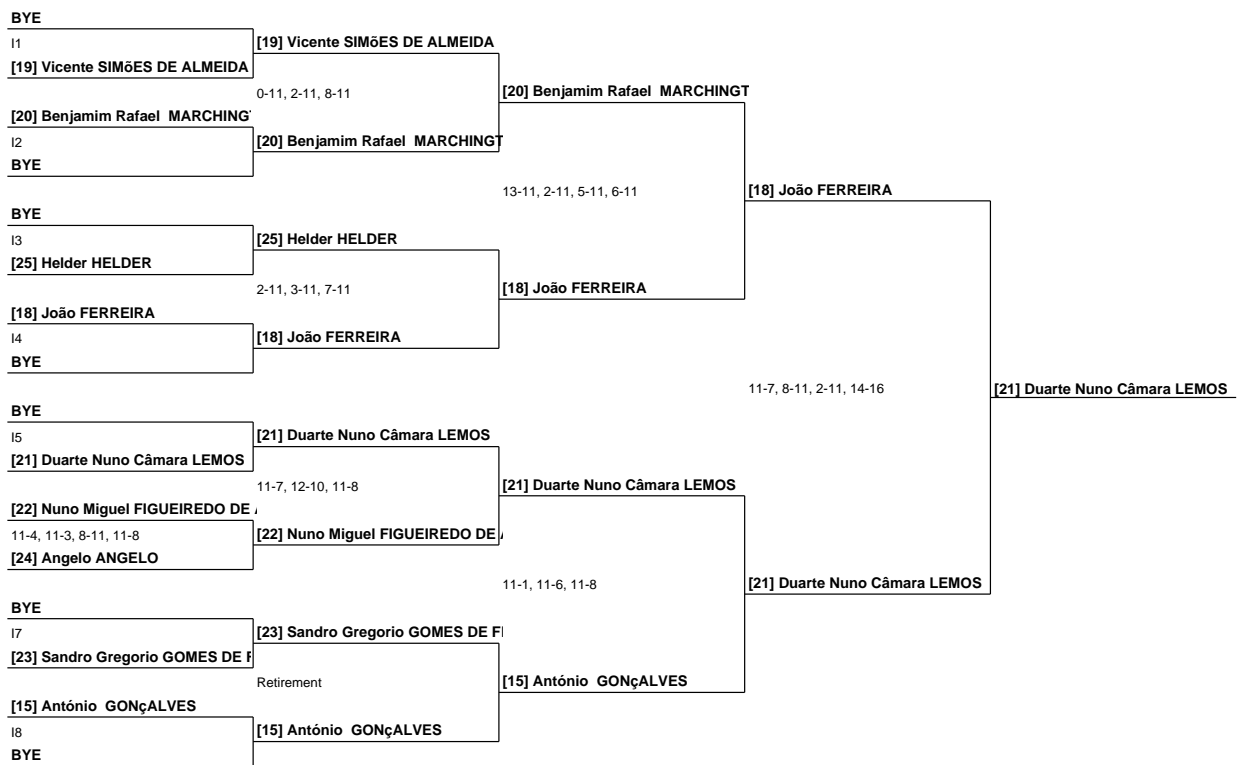 BYE
I1
[19] Vicente SIMõES DE ALMEIDA
[20] Benjamim Rafael  MARCHING
I2
BYE
BYE
I3
[25] Helder HELDER
[18] João FERREIRA
I4
BYE
BYE
I5
[21] Duarte Nuno Câmara LEMOS
[22] Nuno Miguel FIGUEIREDO DE
11-4, 11-3, 8-11, 11-8
[24] Angelo ANGELO
BYE
I7
[23] Sandro Gregorio GOMES DE F
[15] António  GONçALVES
I8
BYE
[19] Vicente SIMõES DE ALMEIDA
0-11, 2-11, 8-11
[20] Benjamim Rafael  MARCHINGT
[25] Helder HELDER
2-11, 3-11, 7-11
[18] João FERREIRA
[21] Duarte Nuno Câmara LEMOS
11-7, 12-10, 11-8
[22] Nuno Miguel FIGUEIREDO DE
[23] Sandro Gregorio GOMES DE F
Retirement
[15] António  GONçALVES
[20] Benjamim Rafael  MARCHINGT
13-11, 2-11, 5-11, 6-11
[18] João FERREIRA
[21] Duarte Nuno Câmara LEMOS
11-1, 11-6, 11-8
[15] António  GONçALVES
[18] João FERREIRA
11-7, 8-11, 2-11, 14-16
[21] Duarte Nuno Câmara LEMOS
[21] Duarte Nuno Câmara LEMOS